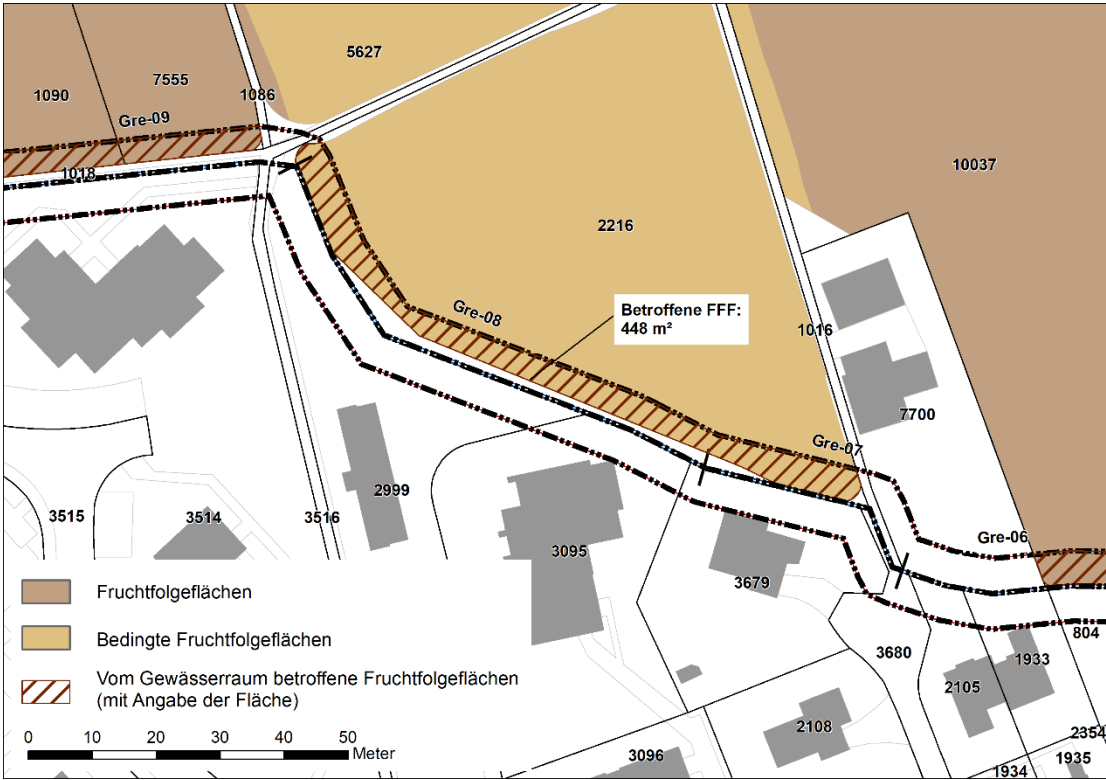 5627
7555
1090
1086
Gre-09
10037
1018
2216
Gre-08
Betroffene FFF:
448 m²
1016
7700
Gre-07
2999
3515
3514
3516
3095
Gre-06
3679
804
3680
1933
2105
2108
2354
3096
1935
1934
Fruchtfolgeflächen
Bedingte Fruchtfolgeflächen
Vom Gewässerraum betroffene Fruchtfolgeflächen
(mit Angabe der Fläche)
0 10 20 30 40 50
Meter